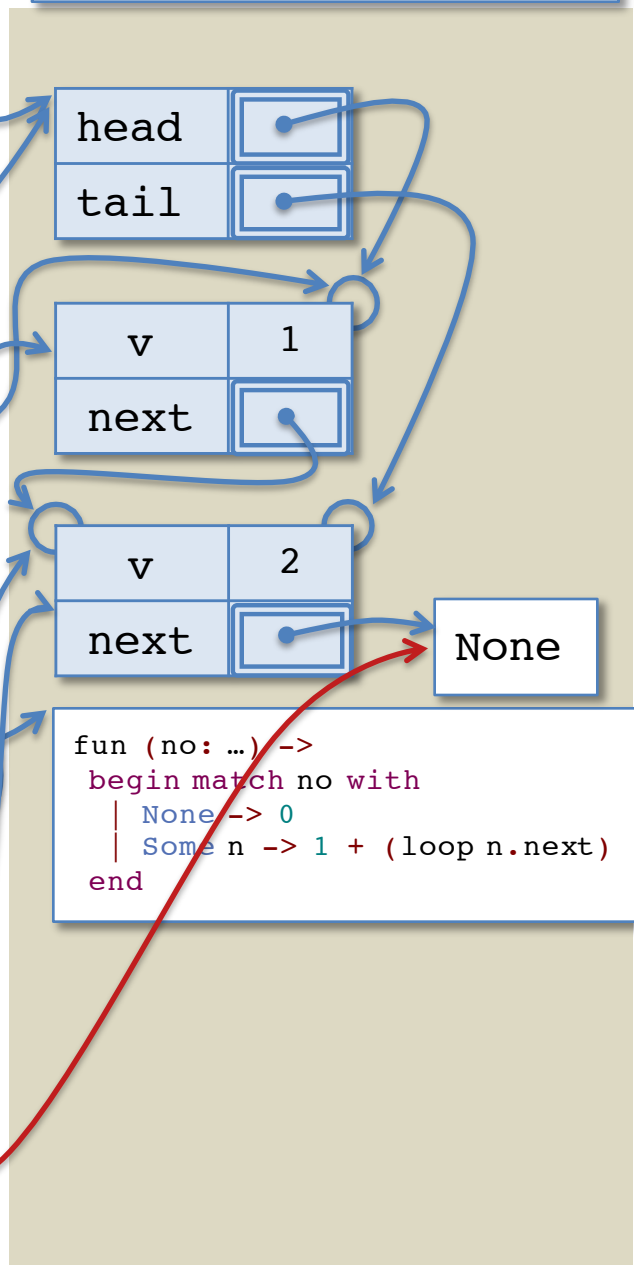 head
tail
v 1
next
v 2
next
None
fun (no: …) ->
begin match no with
| None -> 0
| Some n -> 1 + (loop n.next)
end